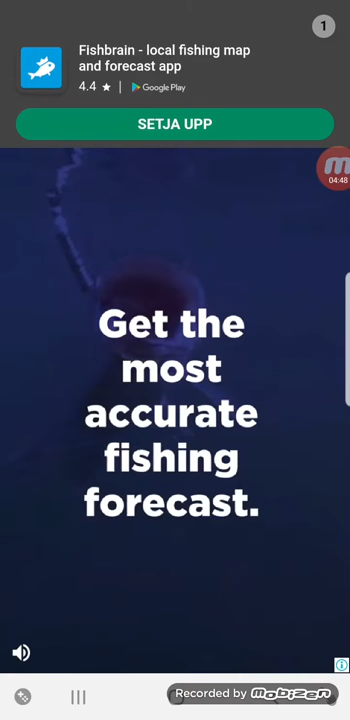 1
Fishbrain - local fishing map
and forecast app
4.4 ★ | Google Play
SETJA UPP
04:48
Get the
most
accurate
fishing
forecast.
Recorded by mobizen